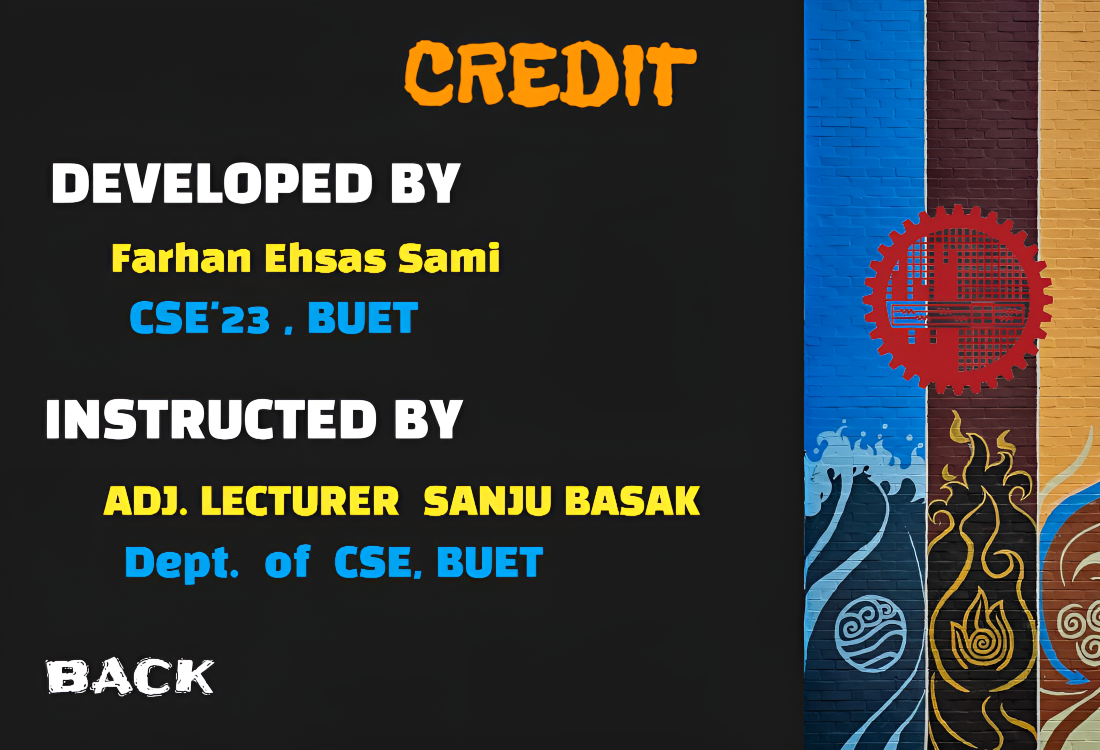 CREDIT
DEVELOPED BY
Farhan Ehsas Sami
CSE'23 , BUET
INSTRUCTED BY
ADJ. LECTURER SANJU BASAK
Dept. of CSE, BUET
BACK